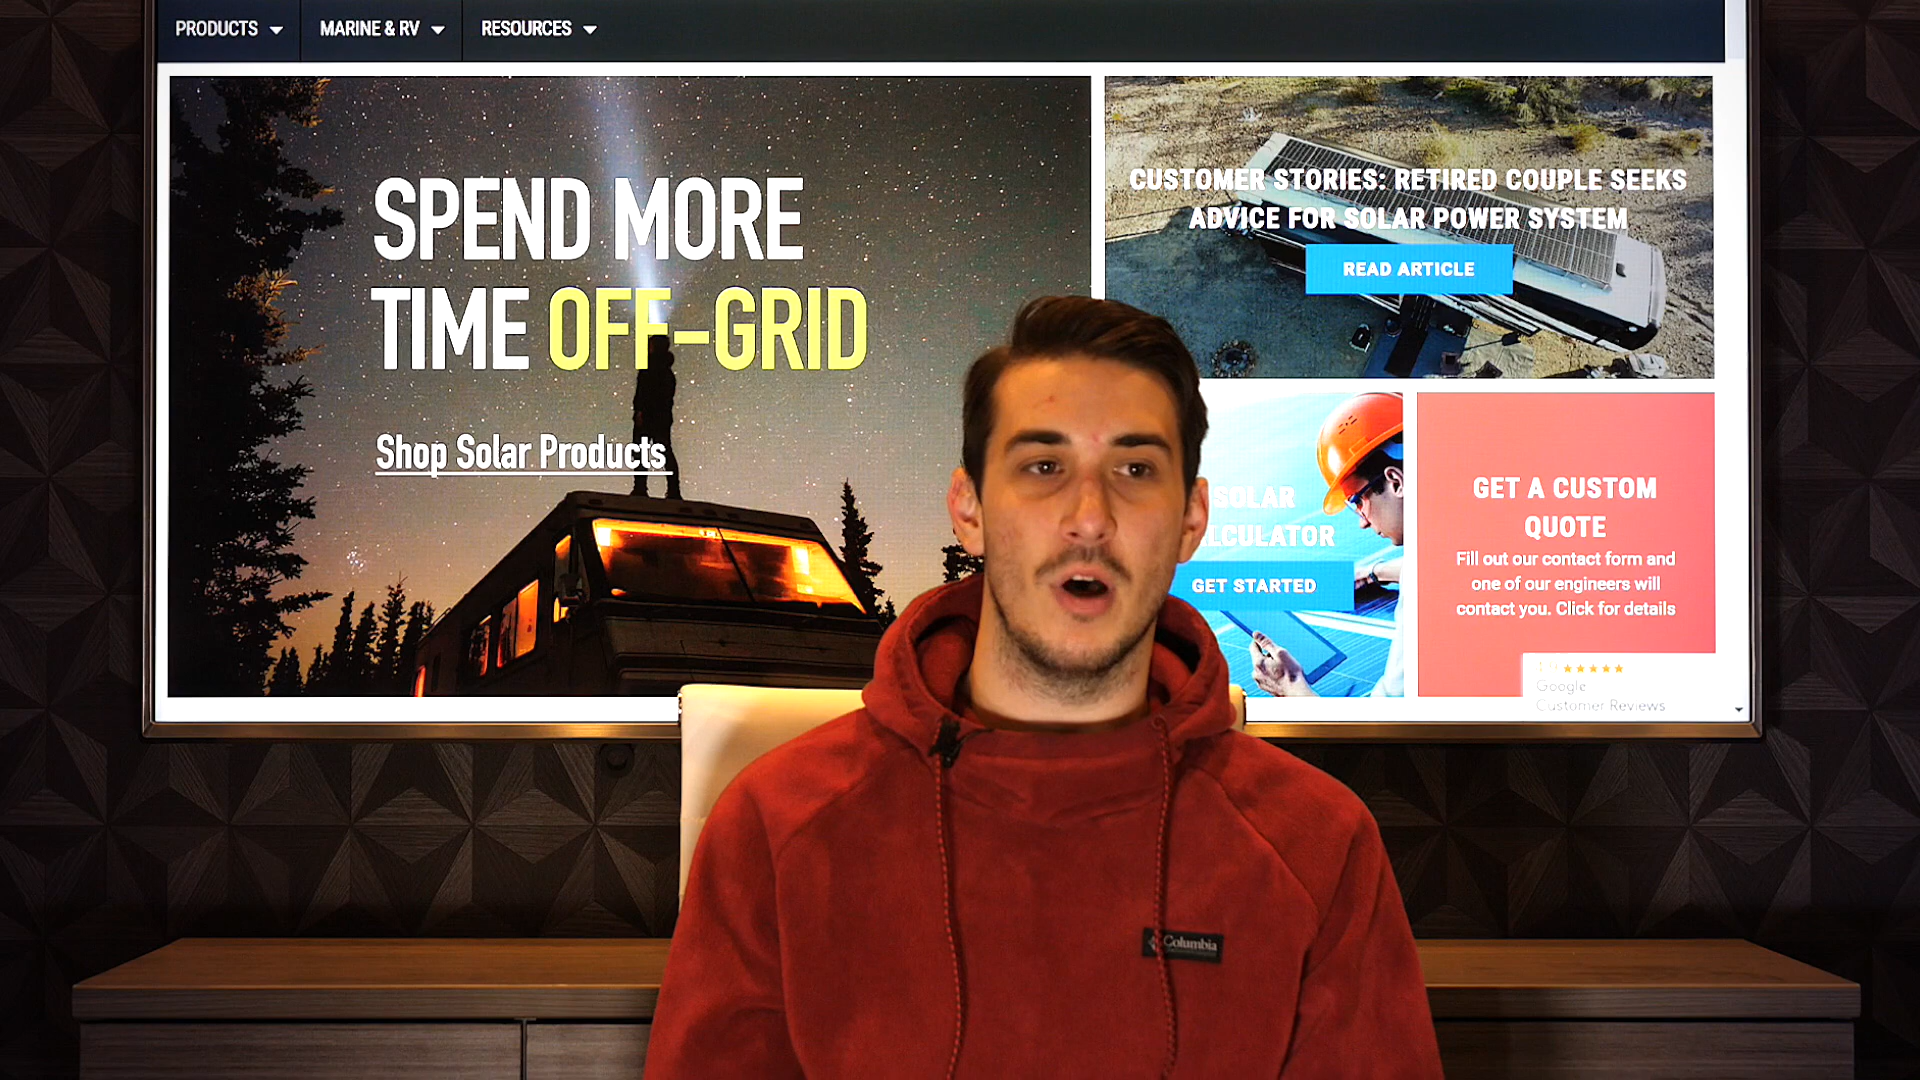 PRODUCTS
MARINE & RV
RESOURCES
SPEND MORE
TIME OFF-GRID
Shop Solar Products
CUSTOMER STORIES: RETIRED COUPLE SEEKS
ADVICE FOR SOLAR POWER SYSTEM
READ ARTICLE
SOLAR
LCULATOR
GET STARTED
GET A CUSTOM
QUOTE
Fill out our contact form and
one of our engineers will
contact you. Click for details
Google
Customer Reviews
Columbia